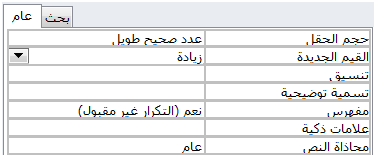 عام بحث
حجم الحقل عدد صحيح طويل
القيم الجديدة زيادة
تنسيق
تسمية توضيحية
مفهرس نعم (التكرار غير مقبول)
علامات ذكية
محاذاة النص عام